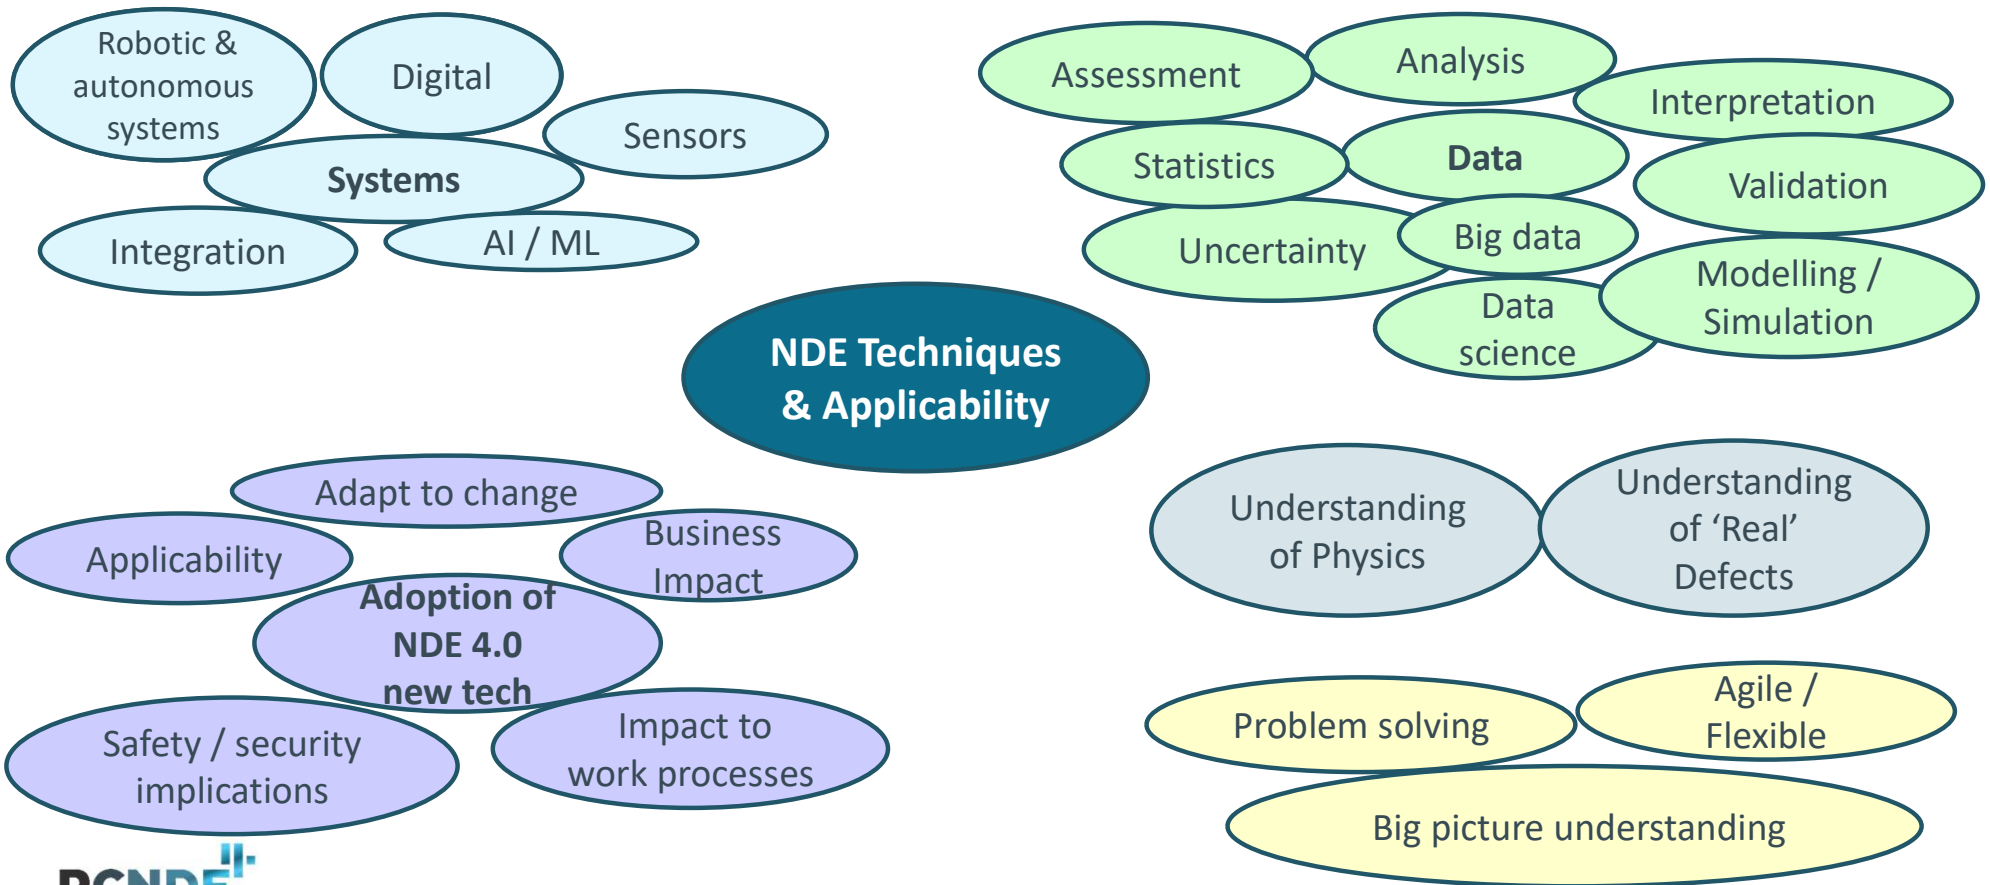 Robotic &
autonomous
systems
Digital
Sensors
Systems
Integration
AI / ML
Assessment
Analysis
Interpretation
Statistics
Data
Validation
Uncertainty
Big data
Modelling /
Simulation
Data
science
NDE Techniques
& Applicability
Adapt to change
Applicability
Business
Impact
Adoption of
NDE 4.0
new tech
Safety / security
implications
Impact to
work processes
Understanding
of Physics
Understanding
of ‘Real’
Defects
Problem solving
Agile /
Flexible
Big picture understanding
RCNDE